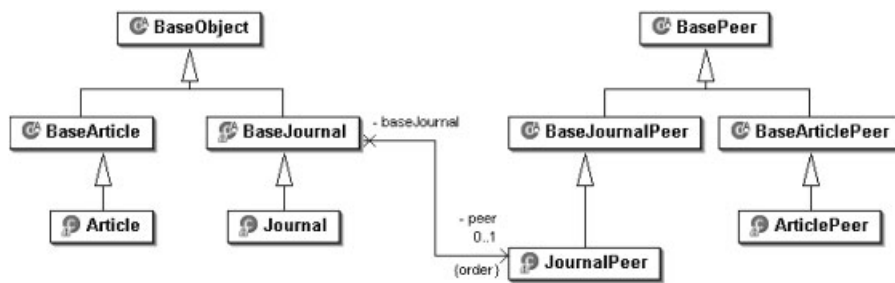 BaseObject
BasePeer
BaseArticle
BaseJournal
- baseJournal
BaseJournalPeer
BaseArticlePeer
Article
Journal
- peer
0..1
ArticlePeer
(order)
JournalPeer